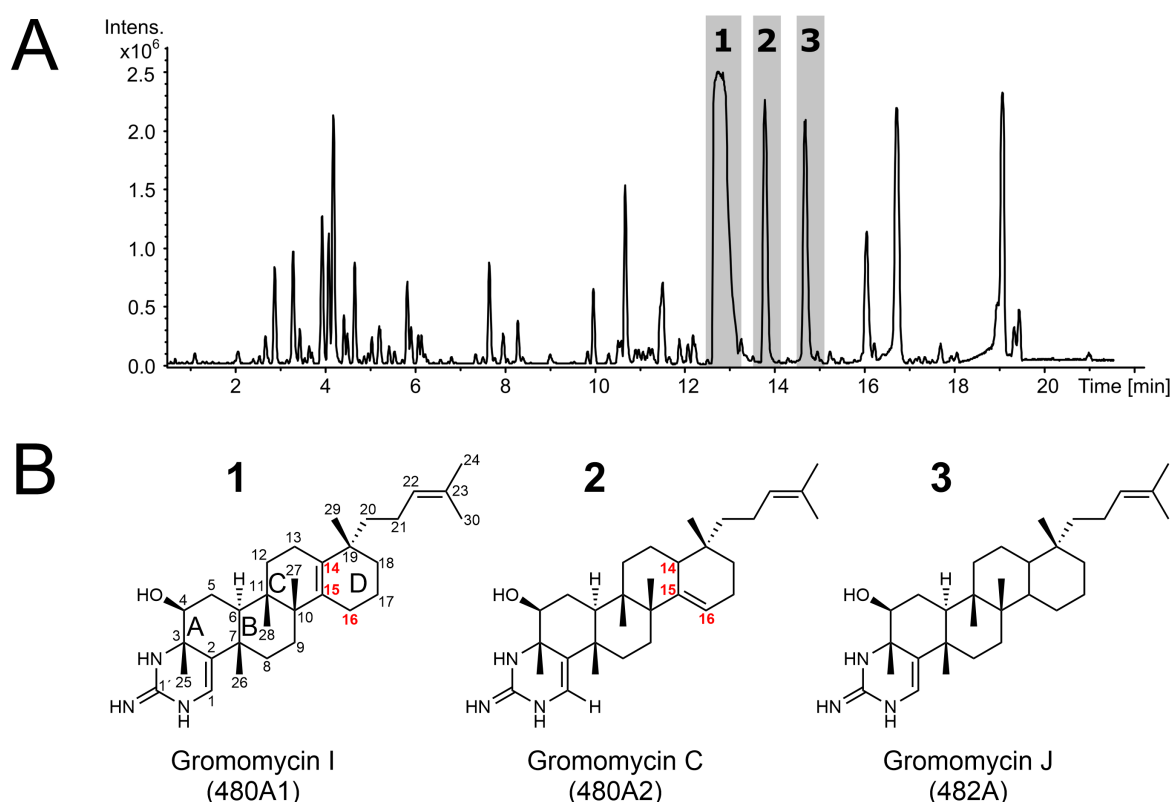 A
Intens.
x10⁶
1 2 3
2.5
2.0
1.5
1.0
0.5
0.0
2 4 6 8 10 12 14 16 18 20 Time [min]
B
1 2 3
24
22
23
29 20
21 30
13
19
12 18
27 14
H C 15 D
5 11 17
HO 4 16
6 10
A B 28
3 7 9
2 8
HN 25 26
1´
1
HN N
H
14
H 15
HO 16
HN
HN N H
H
H
HO
HN
HN N
H
Gromomycin I Gromomycin C Gromomycin J
(480A1) (480A2) (482A)